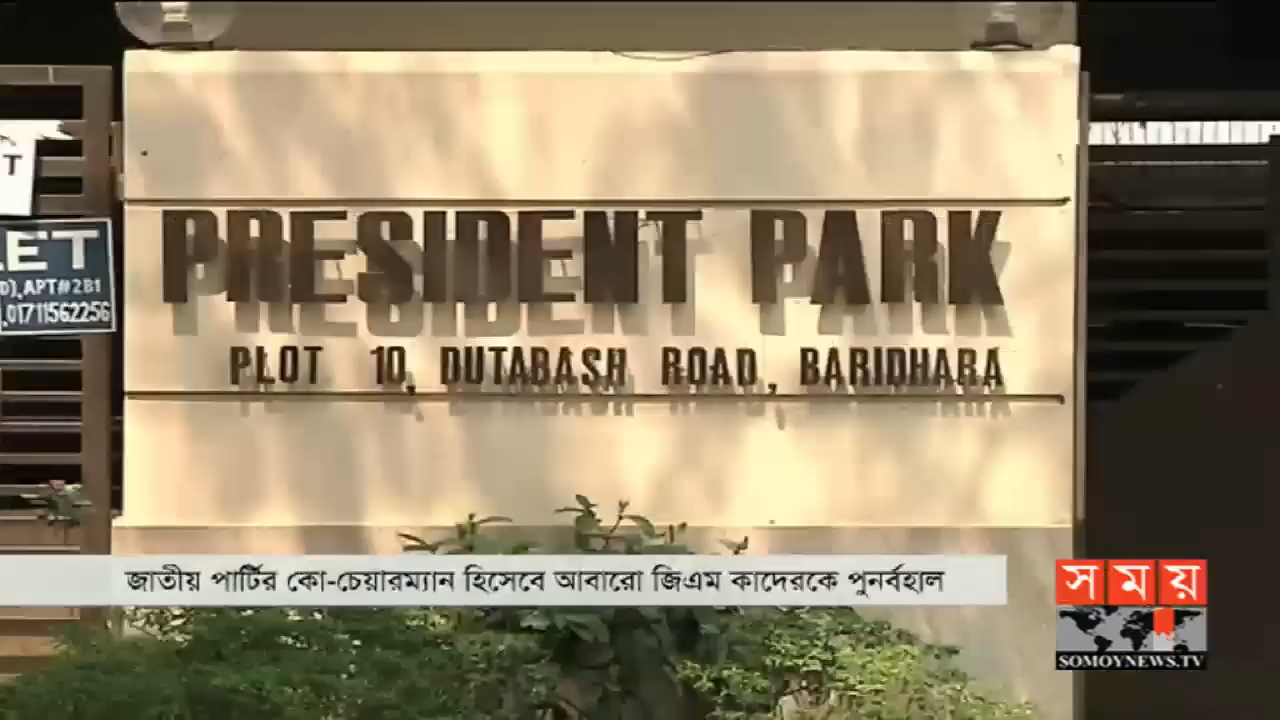 T
LET
APT#2B1
.01711562256
PRESIDENT PARK
PLOT 10, DUTABASH ROAD, BARIDHARA
জাতীয় পার্টির কো-চেয়ারম্যান হিসেবে আবারো জিএম কাদেরকে পুনর্বহাল
সময়
SOMOYNEWS.TV